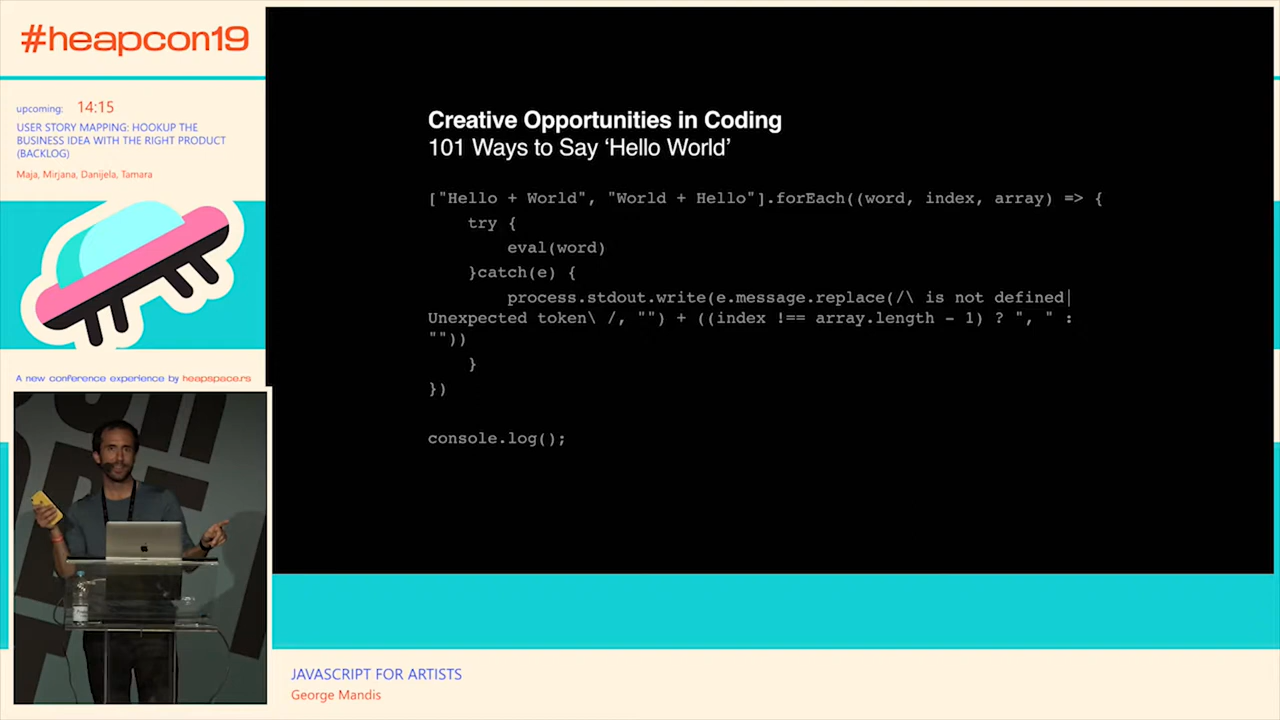 #heapcon19
upcoming: 14:15
USER STORY MAPPING: HOOKUP THE
BUSINESS IDEA WITH THE RIGHT PRODUCT
(BACKLOG)
Maja, Mirjana, Danijela, Tamara
A new conference experience by heapspace.rs
Creative Opportunities in Coding
101 Ways to Say ‘Hello World’
["Hello + World", "World + Hello"].forEach((word, index, array) => {
try {
eval(word)
}catch(e) {
process.stdout.write(e.message.replace(/\ is not defined|
Unexpected token\ /, "") + ((index !== array.length - 1) ? ", " :
""))
}
})
console.log();
JAVASCRIPT FOR ARTISTS
George Mandis